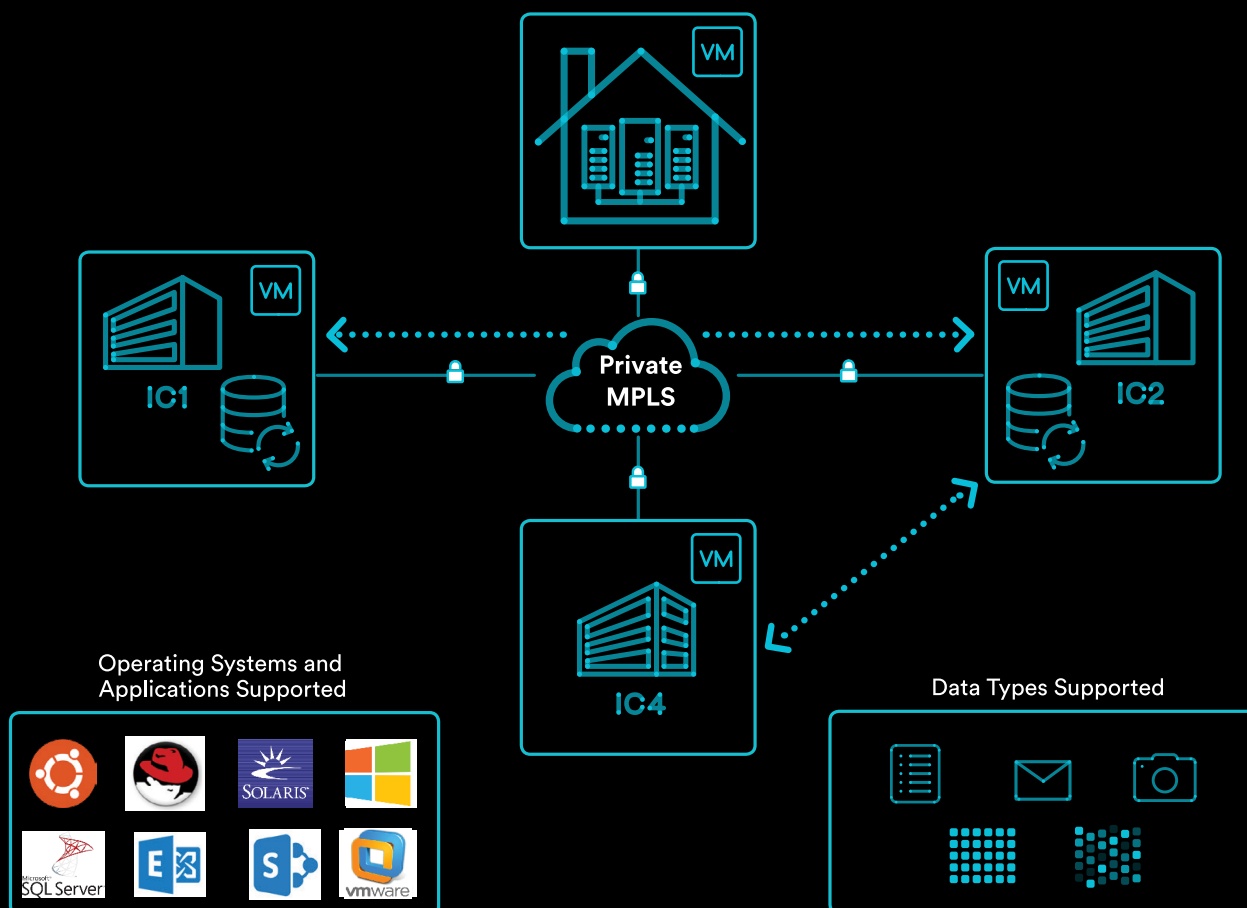 VM
VM
IC1
VM
IC2
Private
MPLS
VM
IC4
Operating Systems and
Applications Supported
SOLARIS
Microsoft
SQL Server
E
S
vmware
Data Types Supported